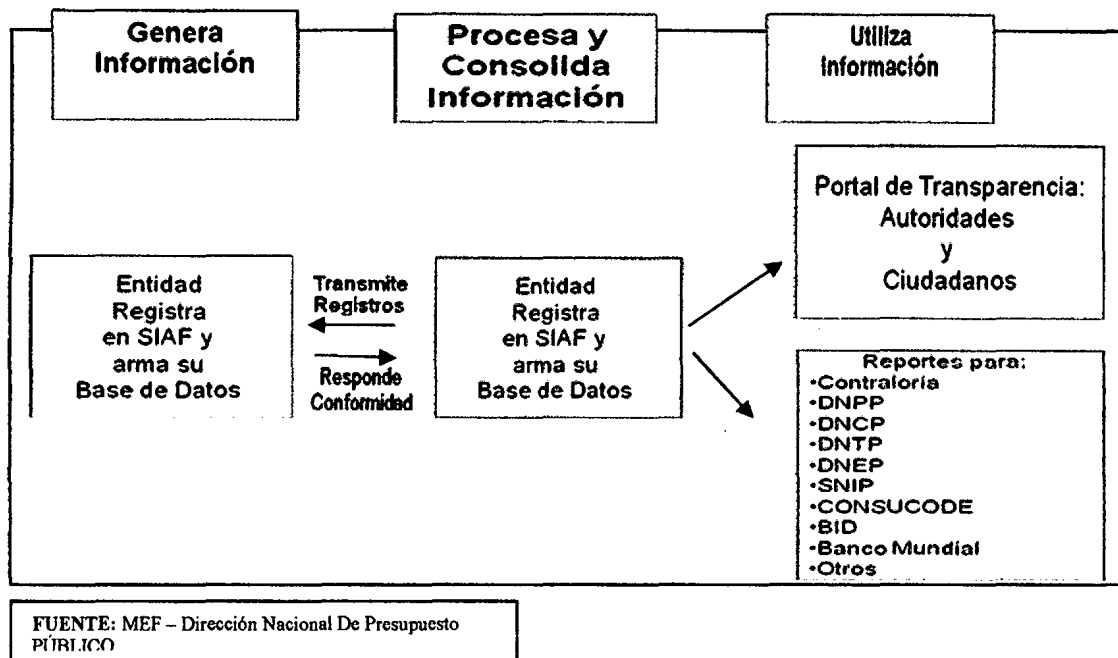 Genera
Información
Procesa y
Consolida
Información
Utiliza
Información
Entidad
Registra
en SIAF y
arma su
Base de Datos
Transmite
Registros
Responde
Conformidad
Entidad
Registra
en SIAF y
arma su
Base de Datos
Portal de Transparencia:
Autoridades
y
Ciudadanos
Reportes para:
•Contraloría
•DNPP
•DNCP
•DNTP
•DNEP
•SNIP
•CONSUCODE
•BID
•Banco Mundial
•Otros
FUENTE: MEF – Dirección Nacional De Presupuesto
PÚBLICO